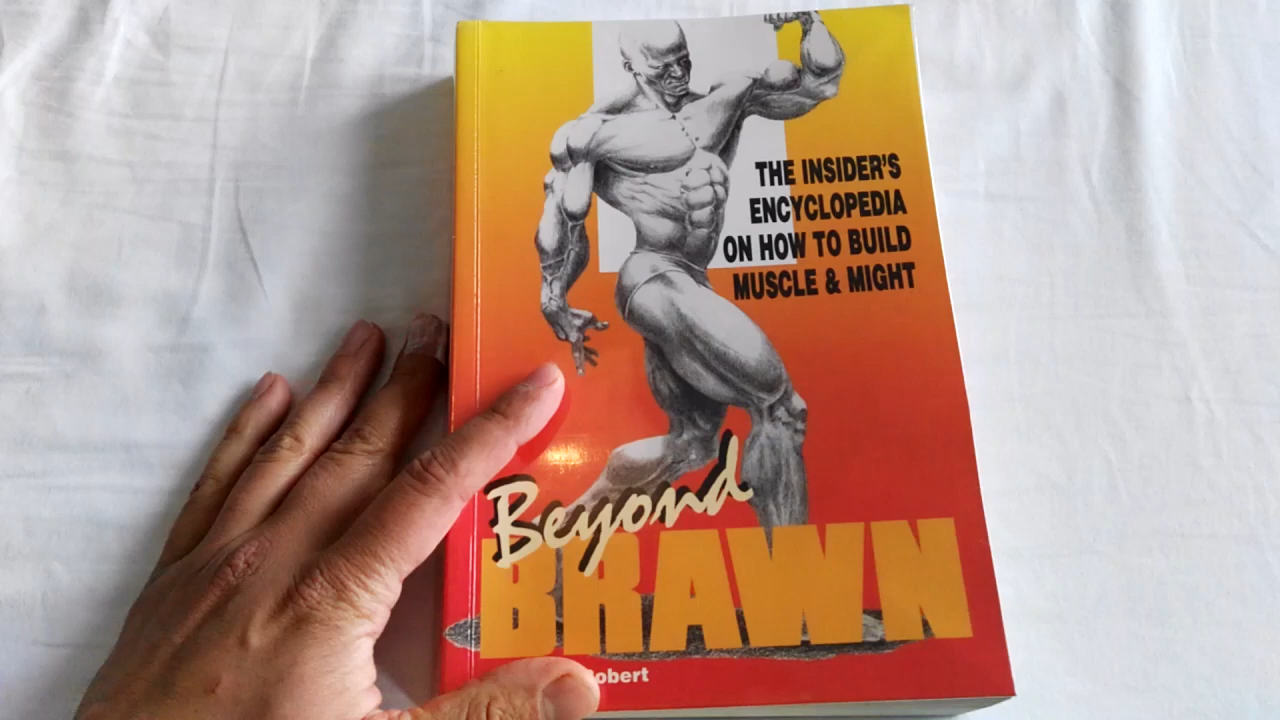 THE INSIDER'S
ENCYCLOPEDIA
ON HOW TO BUILD
MUSCLE & MIGHT
Beyond
BRAWN